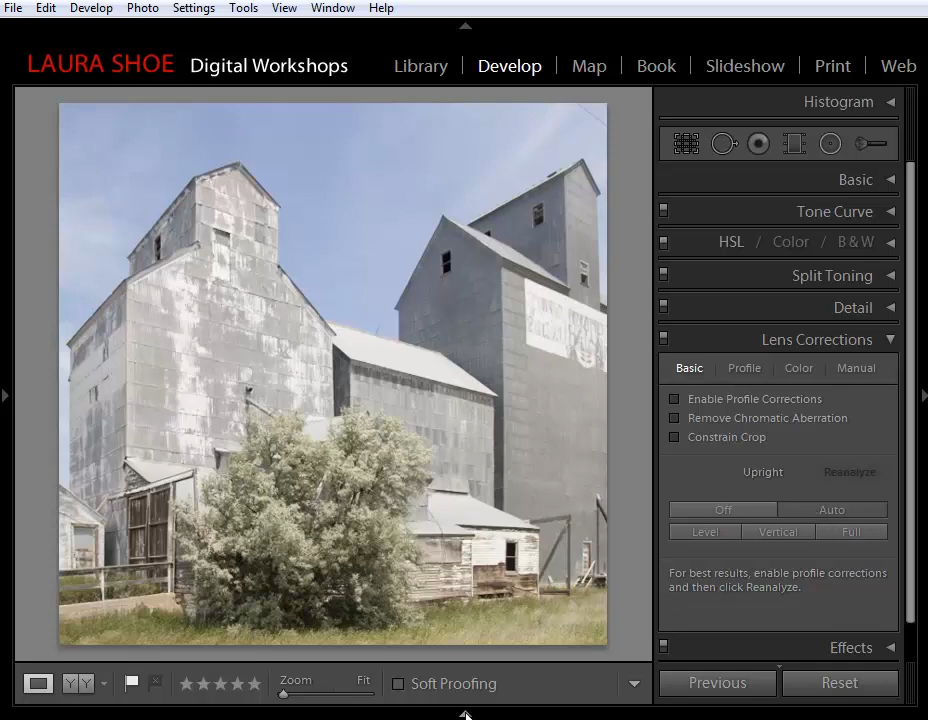 File Edit Develop Photo Settings Tools View Window Help
LAURA SHOE Digital Workshops Library Develop Map Book Slideshow Print Web
Histogram
Basic
Tone Curve
HSL / Color / B & W
Split Toning
Detail
Lens Corrections
Basic Profile Color Manual
Enable Profile Corrections
Remove Chromatic Aberration
Constrain Crop
Upright Reanalyze
Off Auto
Level Vertical Full
For best results, enable profile corrections
and then click Reanalyze.
Effects
Y Y Zoom Fit Soft Proofing Previous Reset